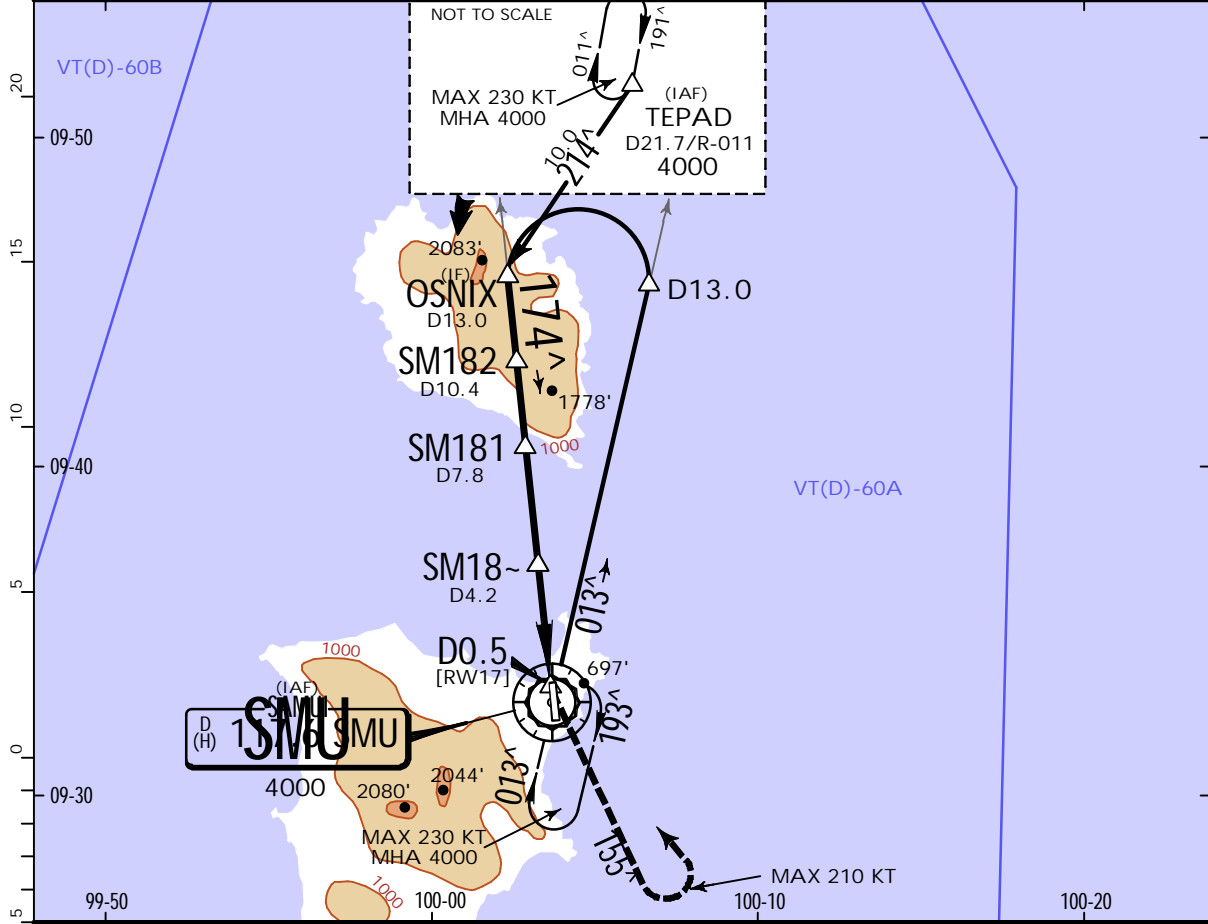 NOT TO SCALE
011^
191^
VT(D)-60B
MAX 230 KT
MHA 4000
(IAF)
TEPAD
D21.7/R-011
4000
10.0
214^
20
09-50
2083'
15
(IF)
OSNIX
D13.0
174^
D13.0
SM182
D10.4
1778'
10
SM181
D7.8
1000
09-40
VT(D)-60A
SM18~
D4.2
5
013^
D0.5
[RW17]
697'
1000
193^
(IAF)
SAMUI
SMU
D
(H)
117.6 SMU
4000
0
013^
2044'
2080'
09-30
MAX 230 KT
MHA 4000
155^
MAX 210 KT
1000
5
99-50
100-00
100-10
100-20